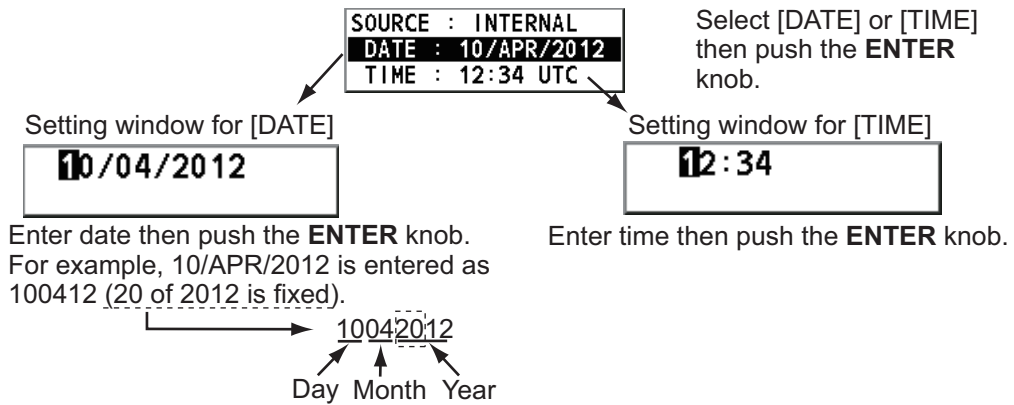 SOURCE : INTERNAL
DATE : 10/APR/2012
TIME : 12:34 UTC
Select [DATE] or [TIME]
then push the ENTER
knob.
Setting window for [DATE]
10/04/2012
Enter date then push the ENTER knob.
For example, 10/APR/2012 is entered as
100412 (20 of 2012 is fixed).
10042012
Day Month Year
Setting window for [TIME]
12:34
Enter time then push the ENTER knob.